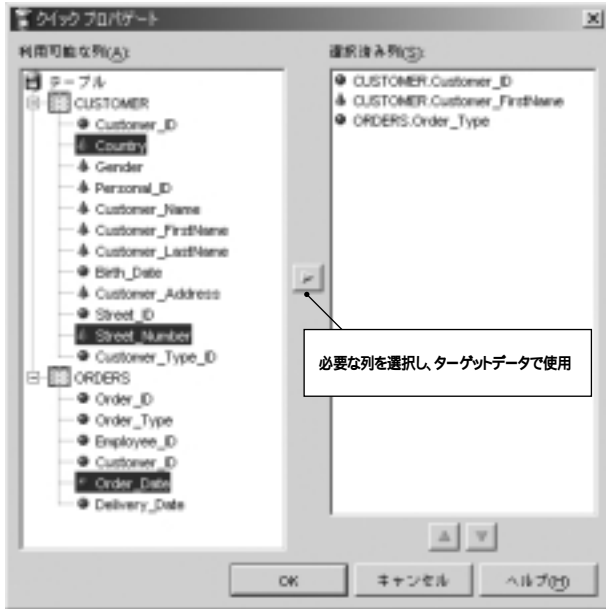 クイック プロパゲート
利用可能な列(A):
テーブル
CUSTOMER
Customer_ID
Country
Gender
Personal_ID
Customer_Name
Customer_FirstName
Customer_LastName
Birth_Date
Customer_Address
Street_ID
Street_Number
Customer_Type_ID
ORDERS
Order_ID
Order_Type
Employee_ID
Customer_ID
Order_Date
Delivery_Date
選択済み列(S):
CUSTOMER.Customer_ID
CUSTOMER.Customer_FirstName
ORDERS.Order_Type
必要な列を選択し、ターゲットデータで使用
OK
キャンセル
ヘルプ(H)